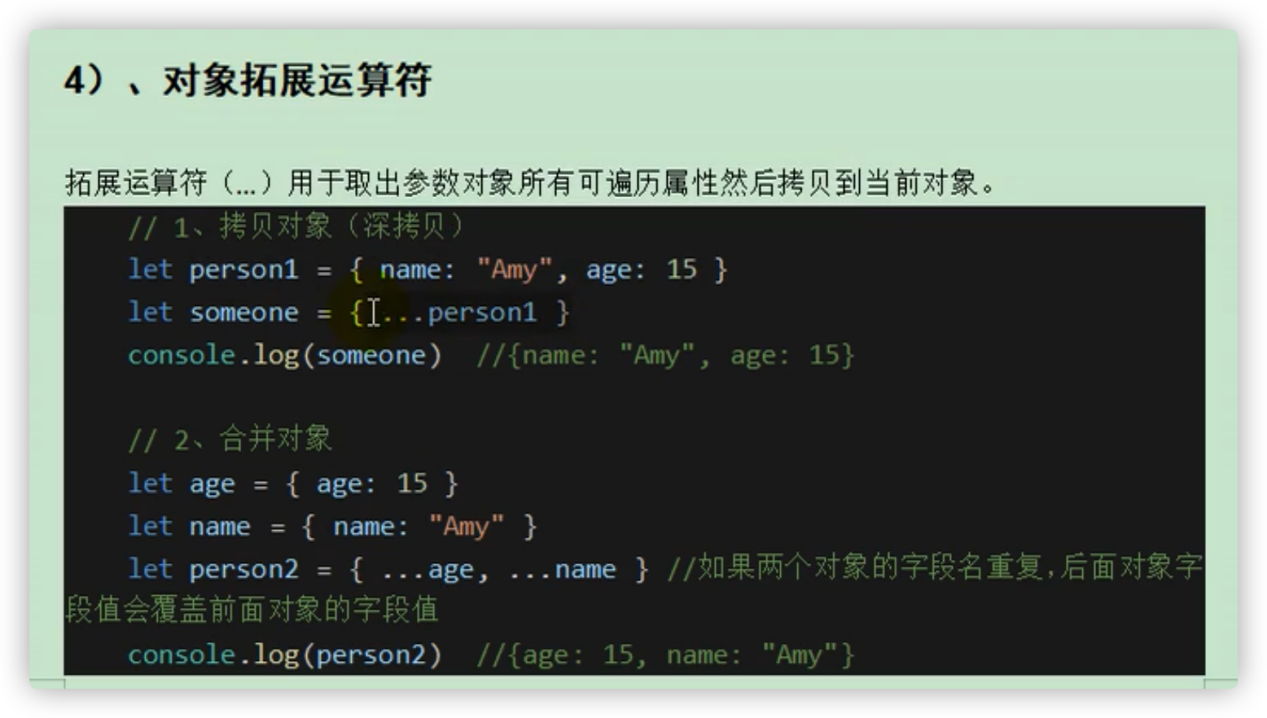 4）、对象拓展运算符
拓展运算符（...）用于取出参数对象所有可遍历属性然后拷贝到当前对象。
// 1、拷贝对象（深拷贝）
let person1 = { name: "Amy", age: 15 }
let someone = { ...person1 }
console.log(someone)  //{name: "Amy", age: 15}
// 2、合并对象
let age = { age: 15 }
let name = { name: "Amy" }
let person2 = { ...age, ...name } //如果两个对象的字段名重复,后面对象字
段值会覆盖前面对象的字段值
console.log(person2)  //{age: 15, name: "Amy"}